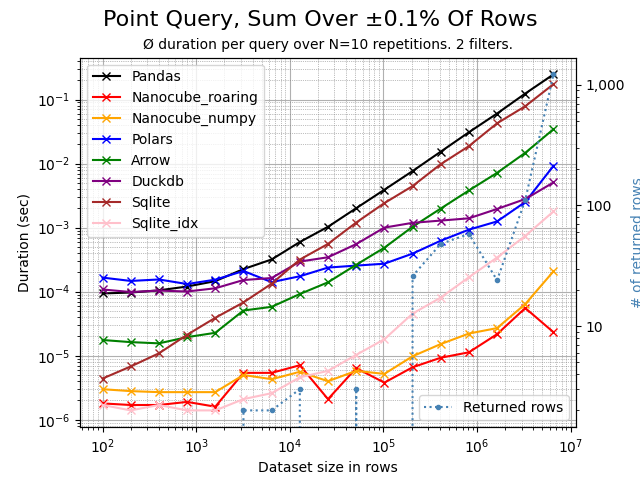 Point Query, Sum Over ±0.1% Of Rows
Ø duration per query over N=10 repetitions. 2 filters.
Pandas
Nanocube_roaring
Nanocube_numpy
Polars
Arrow
Duckdb
Sqlite
Sqlite_idx
Returned rows
Duration (sec)
10⁻¹
10⁻²
10⁻³
10⁻⁴
10⁻⁵
10⁻⁶
1,000
100
10
# of returned rows
10² 10³ 10⁴ 10⁵ 10⁶ 10⁷
Dataset size in rows